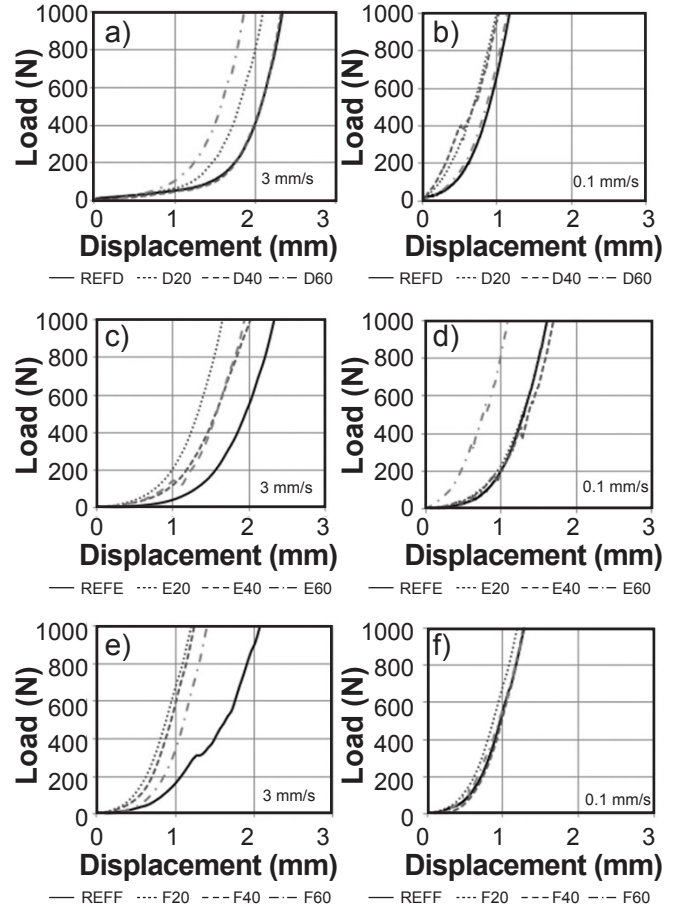 a)
Load (N)
1000
800
600
400
200
0
3 mm/s
0 1 2 3
Displacement (mm)
REFD D20 D40 D60
b)
Load (N)
1000
800
600
400
200
0
0.1 mm/s
0 1 2 3
Displacement (mm)
REFD D20 D40 D60
c)
Load (N)
1000
800
600
400
200
0
3 mm/s
0 1 2 3
Displacement (mm)
REFE E20 E40 E60
d)
Load (N)
1000
800
600
400
200
0
0.1 mm/s
0 1 2 3
Displacement (mm)
REFE E20 E40 E60
e)
Load (N)
1000
800
600
400
200
0
3 mm/s
0 1 2 3
Displacement (mm)
REFF F20 F40 F60
f)
Load (N)
1000
800
600
400
200
0
0.1 mm/s
0 1 2 3
Displacement (mm)
REFF F20 F40 F60